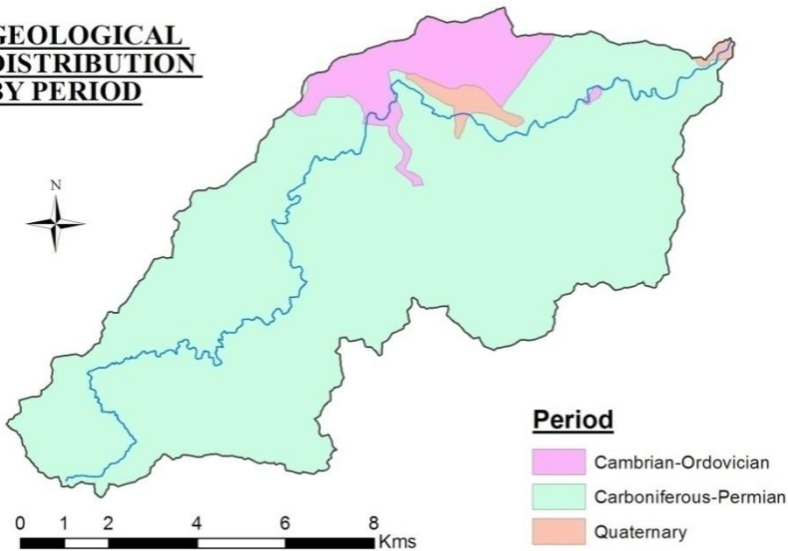 GEOLOGICAL
DISTRIBUTION
BY PERIOD
N
Period
Cambrian-Ordovician
Carboniferous-Permian
Quaternary
0 1 2 4 6 8
Kms